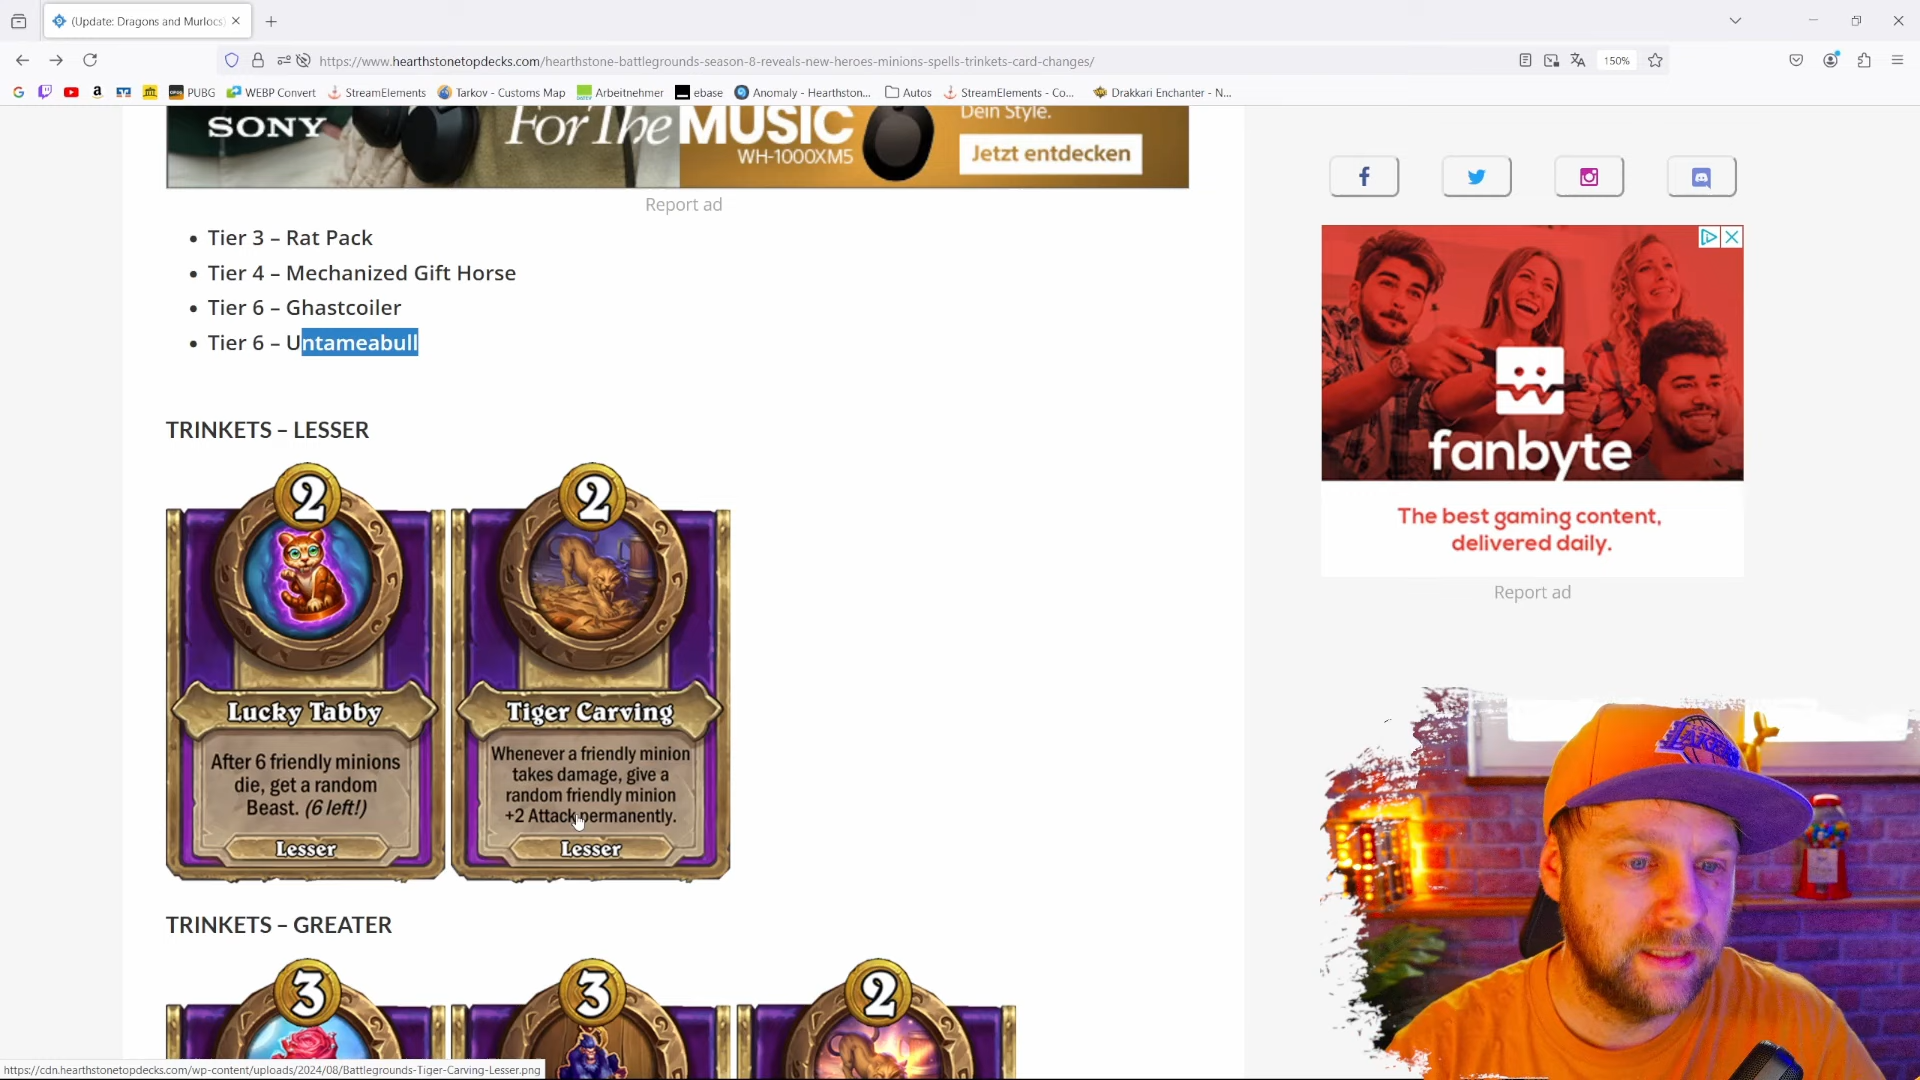 (Update: Dragons and Murlocs)
https://www.hearthstonetopdecks.com/hearthstone-battlegrounds-season-8-reveals-new-heroes-minions-spells-trinkets-card-changes/
150%
PUBG
WEBP Convert
StreamElements
Tarkov - Customs Map
Arbeitnehmer
ebase
Anomaly - Hearthston...
Autos
StreamElements - Co...
Drakkari Enchanter - N...
SONY
For The MUSIC
WH-1000XM5
Dein Style.
Jetzt entdecken
Report ad
Tier 3 – Rat Pack
Tier 4 – Mechanized Gift Horse
Tier 6 – Ghastcoiler
Tier 6 – Untameabull
TRINKETS – LESSER
2
Lucky Tabby
After 6 friendly minions
die, get a random
Beast. (6 left!)
Lesser
2
Tiger Carving
Whenever a friendly minion
takes damage, give a
random friendly minion
+2 Attack permanently.
Lesser
TRINKETS – GREATER
3
3
2
fanbyte
The best gaming content,
delivered daily.
Report ad
LAKERS
https://cdn.hearthstonetopdecks.com/wp-content/uploads/2024/08/Battlegrounds-Tiger-Carving-Lesser.png